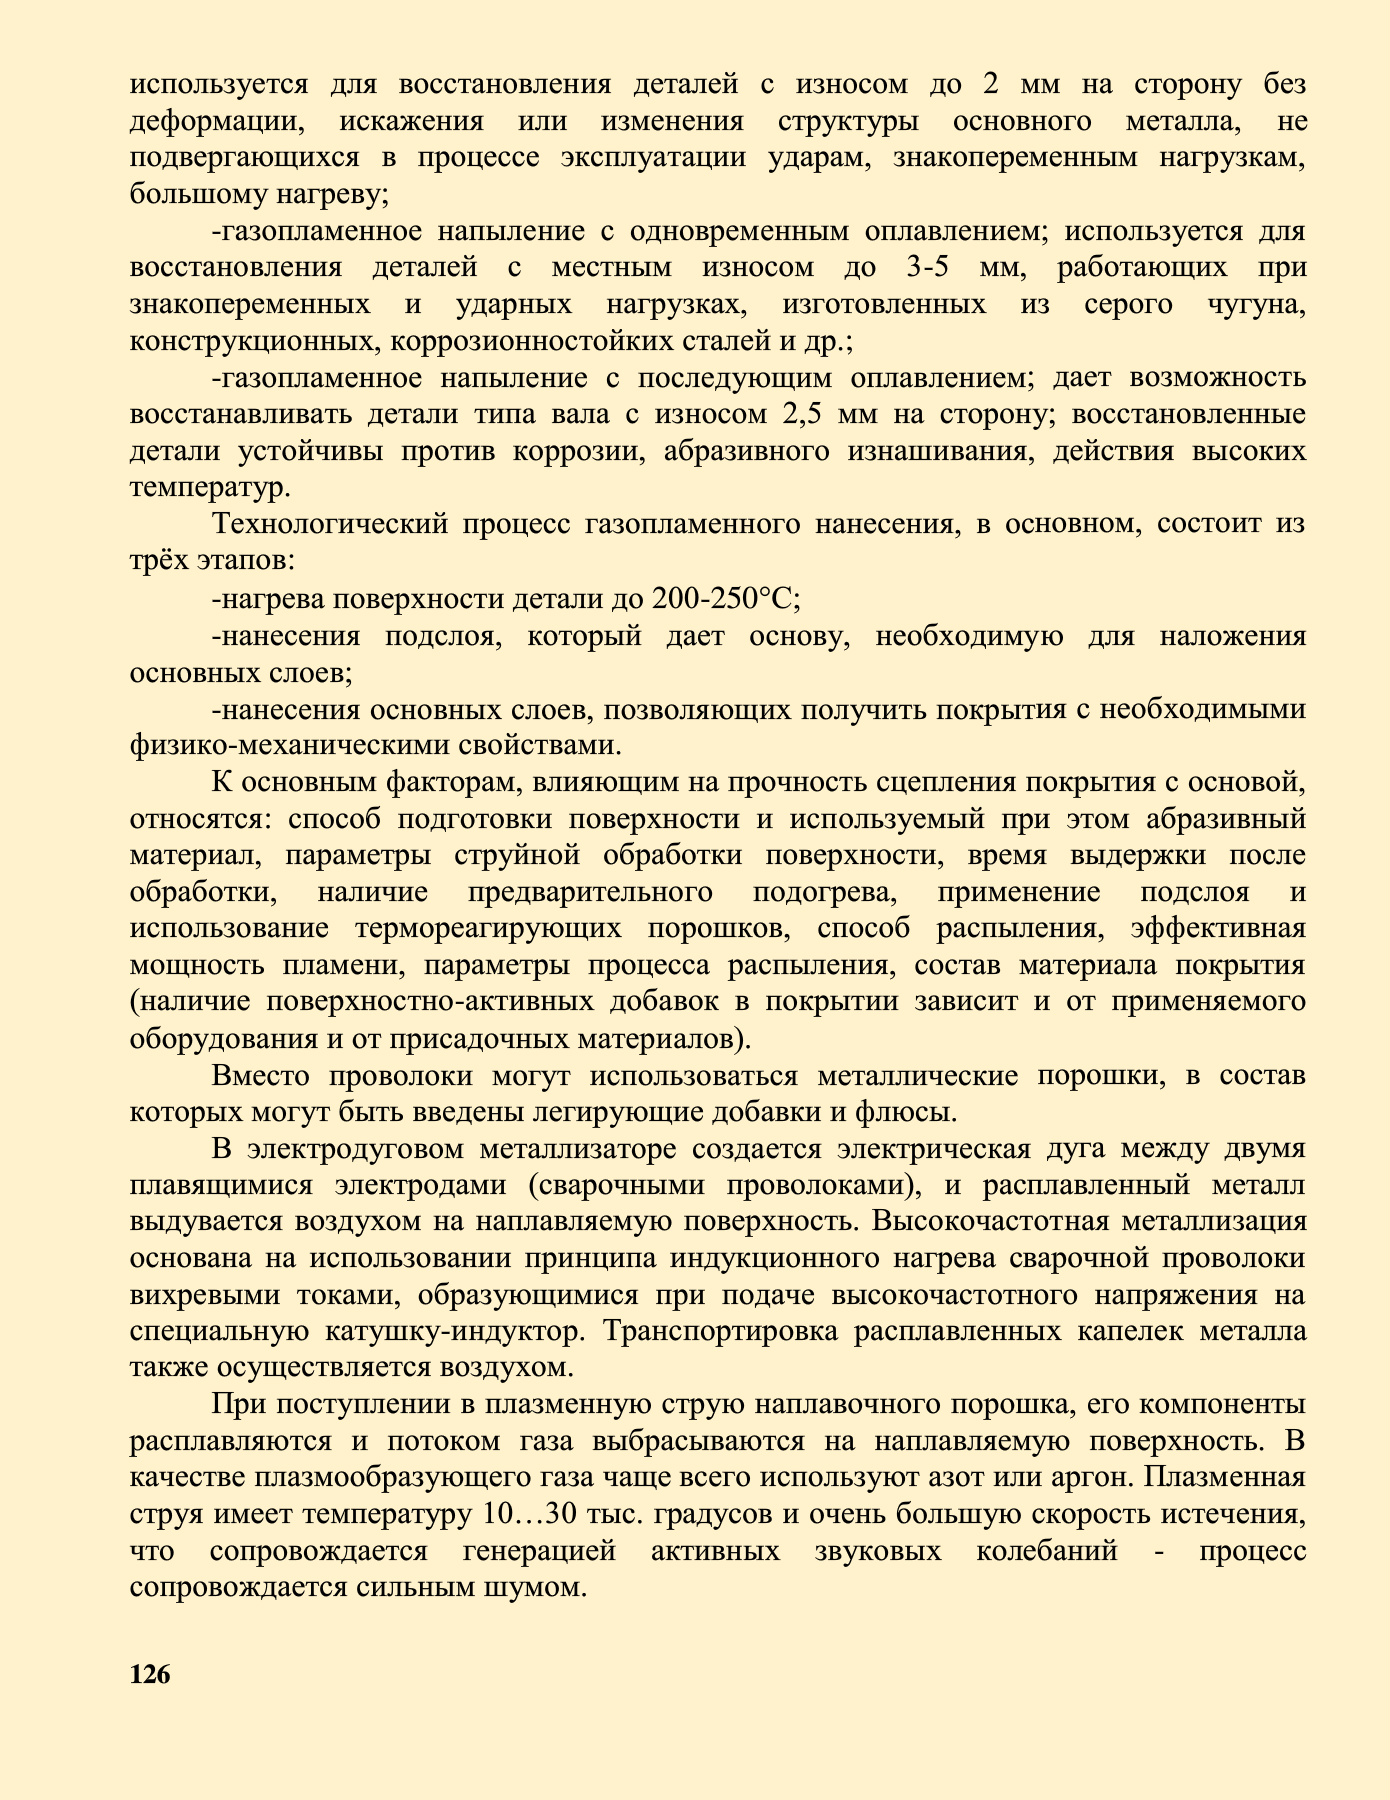 используется для восстановления деталей с износом до 2 мм на сторону без
деформации, искажения или изменения структуры основного металла, не
подвергающихся в процессе эксплуатации ударам, знакопеременным нагрузкам,
большому нагреву;
-газопламенное напыление с одновременным оплавлением; используется для
восстановления деталей с местным износом до 3-5 мм, работающих при
знакопеременных и ударных нагрузках, изготовленных из серого чугуна,
конструкционных, коррозионностойких сталей и др.;
-газопламенное напыление с последующим оплавлением; дает возможность
восстанавливать детали типа вала с износом 2,5 мм на сторону; восстановленные
детали устойчивы против коррозии, абразивного изнашивания, действия высоких
температур.
Технологический процесс газопламенного нанесения, в основном, состоит из
трёх этапов:
-нагрева поверхности детали до 200-250°С;
-нанесения подслоя, который дает основу, необходимую для наложения
основных слоев;
-нанесения основных слоев, позволяющих получить покрытия с необходимыми
физико-механическими свойствами.
К основным факторам, влияющим на прочность сцепления покрытия с основой,
относятся: способ подготовки поверхности и используемый при этом абразивный
материал, параметры струйной обработки поверхности, время выдержки после
обработки, наличие предварительного подогрева, применение подслоя и
использование термореагирующих порошков, способ распыления, эффективная
мощность пламени, параметры процесса распыления, состав материала покрытия
(наличие поверхностно-активных добавок в покрытии зависит и от применяемого
оборудования и от присадочных материалов).
Вместо проволоки могут использоваться металлические порошки, в состав
которых могут быть введены легирующие добавки и флюсы.
В электродуговом металлизаторе создается электрическая дуга между двумя
плавящимися электродами (сварочными проволоками), и расплавленный металл
выдувается воздухом на наплавляемую поверхность. Высокочастотная металлизация
основана на использовании принципа индукционного нагрева сварочной проволоки
вихревыми токами, образующимися при подаче высокочастотного напряжения на
специальную катушку-индуктор. Транспортировка расплавленных капелек металла
также осуществляется воздухом.
При поступлении в плазменную струю наплавочного порошка, его компоненты
расплавляются и потоком газа выбрасываются на наплавляемую поверхность. В
качестве плазмообразующего газа чаще всего используют азот или аргон. Плазменная
струя имеет температуру 10…30 тыс. градусов и очень большую скорость истечения,
что сопровождается генерацией активных звуковых колебаний - процесс
сопровождается сильным шумом.
126